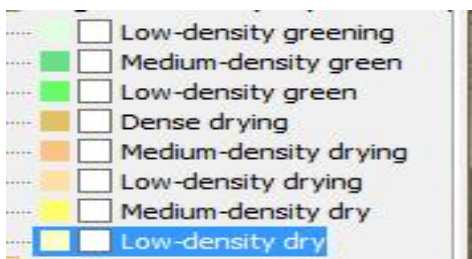 Low-density greening
Medium-density green
Low-density green
Dense drying
Medium-density drying
Low-density drying
Medium-density dry
Low-density dry